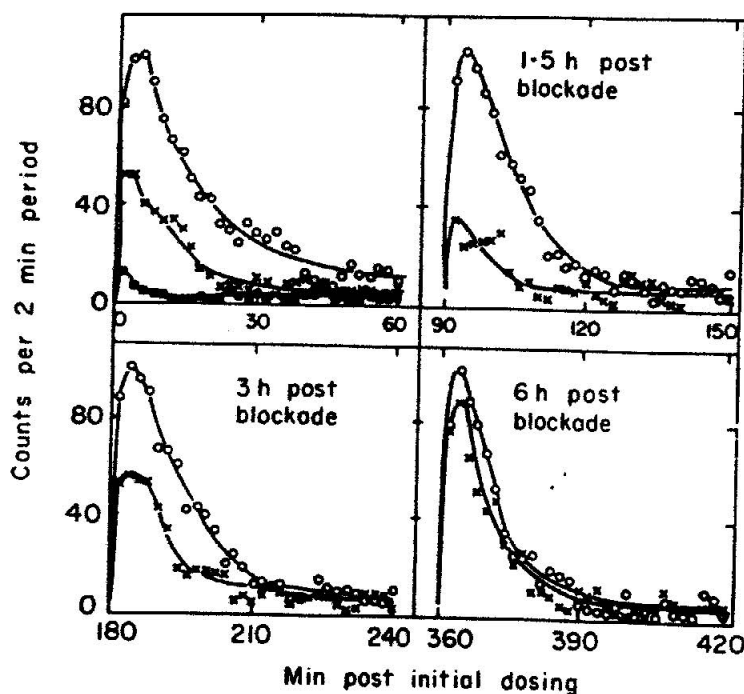 Counts per 2 min period
80
40
0
0 30 60
1·5 h post
blockade
90 120 150
3 h post
blockade
80
40
0
180 210 240
6 h post
blockade
360 390 420
Min post initial dosing